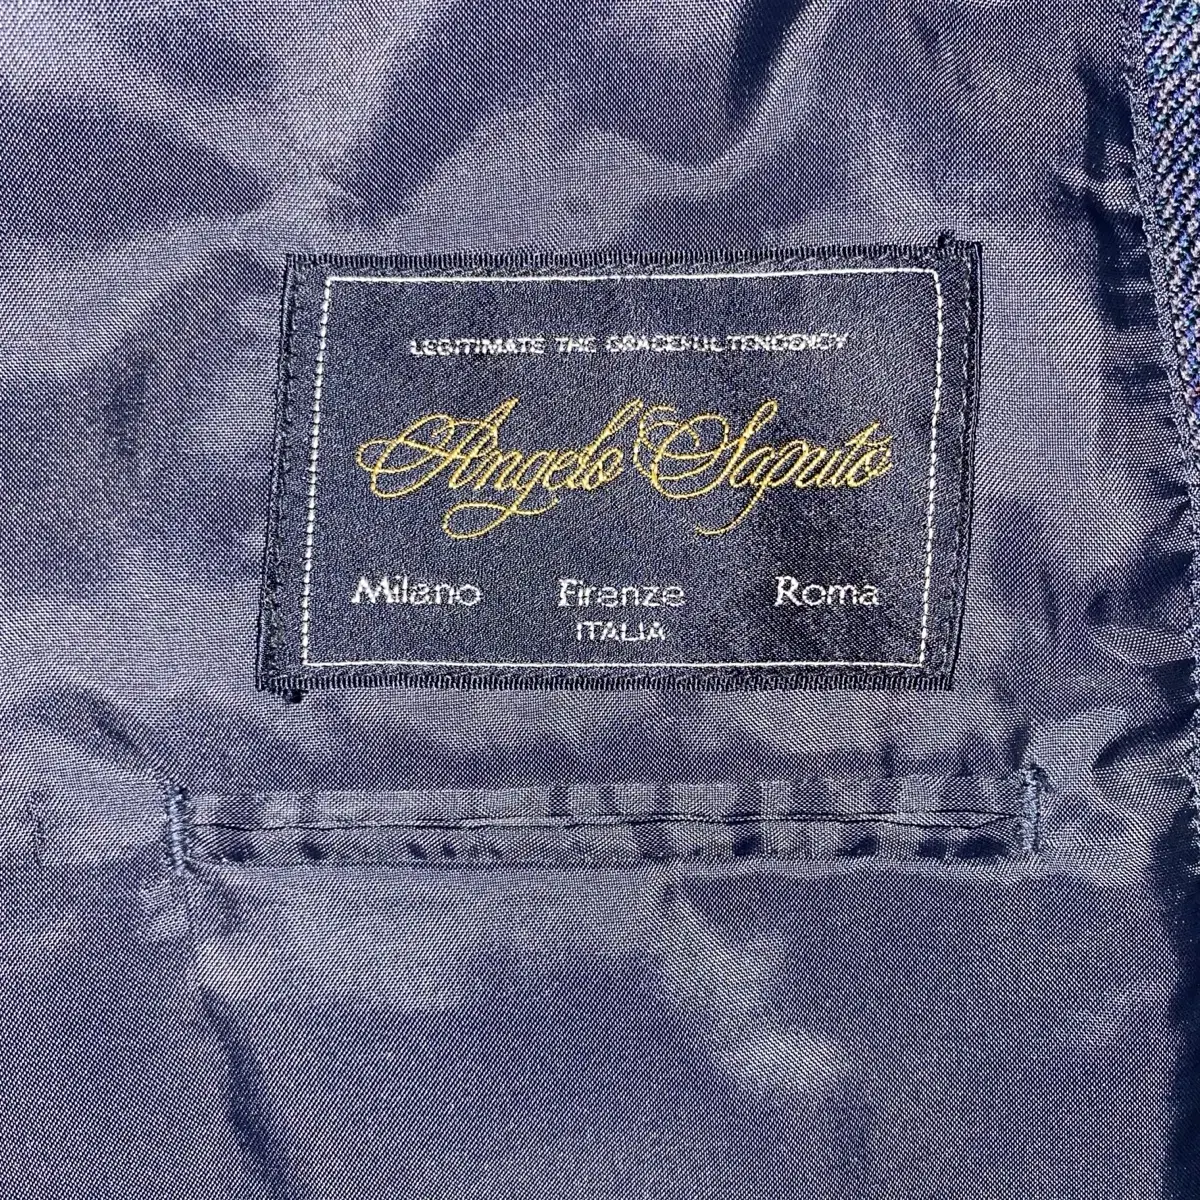 LEGITIMATE THE GRACEFUL TENDENCY
Angelo Saputo
Milano Firenze Roma
ITALIA